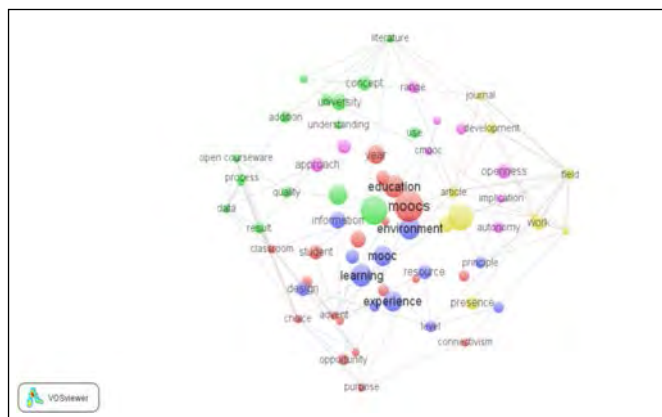 literature
concept
range
journal
university
addition
understanding
use
development
open courseware
approach
year
cmooc
process
openness
field
education
article
implication
data
quality
moocs
information
environment
autonomy
work
result
classroom
student
mooc
principle
learning
resource
design
experience
presence
choice
advent
level
connectivism
opportunity
purpose
VOSviewer